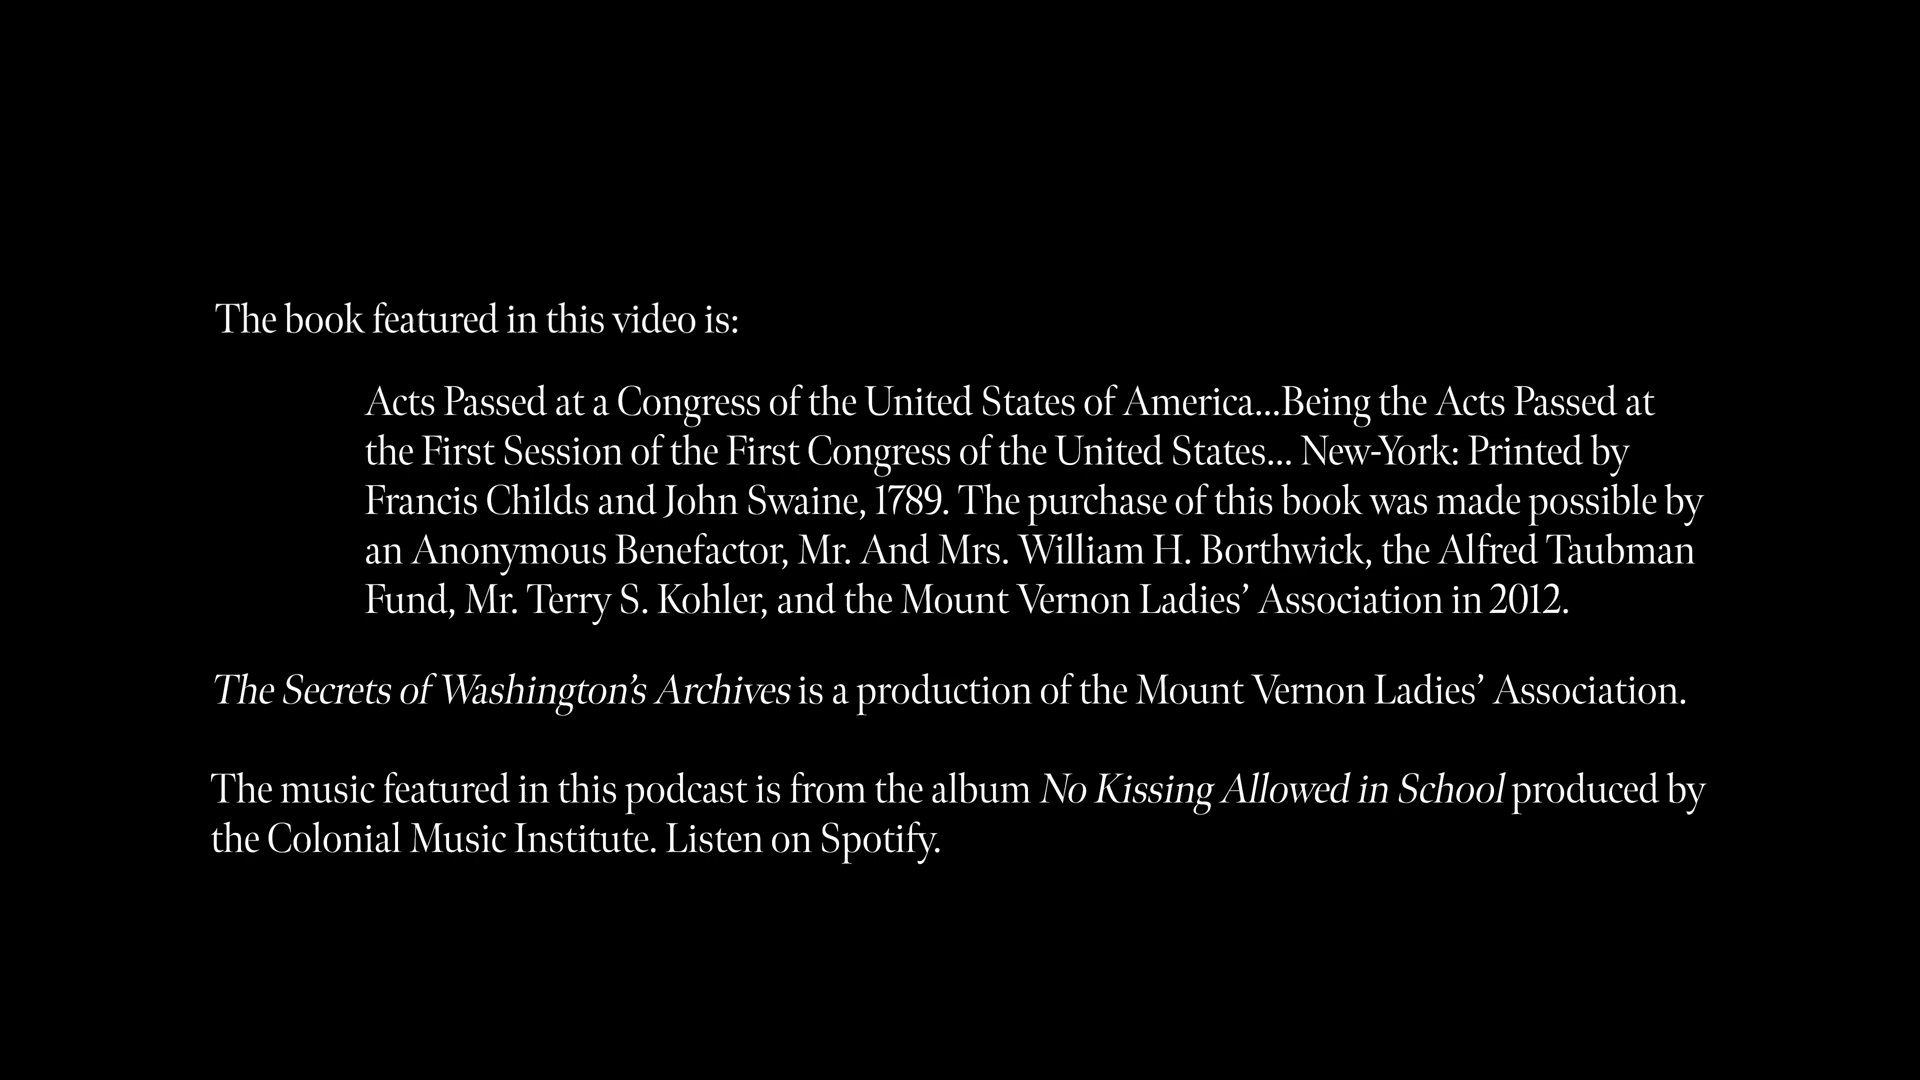 The book featured in this video is:
Acts Passed at a Congress of the United States of America...Being the Acts Passed at
the First Session of the First Congress of the United States... New-York: Printed by
Francis Childs and John Swaine, 1789. The purchase of this book was made possible by
an Anonymous Benefactor, Mr. And Mrs. William H. Borthwick, the Alfred Taubman
Fund, Mr. Terry S. Kohler, and the Mount Vernon Ladies’ Association in 2012.
The Secrets of Washington’s Archives is a production of the Mount Vernon Ladies’ Association.
The music featured in this podcast is from the album No Kissing Allowed in School produced by
the Colonial Music Institute. Listen on Spotify.